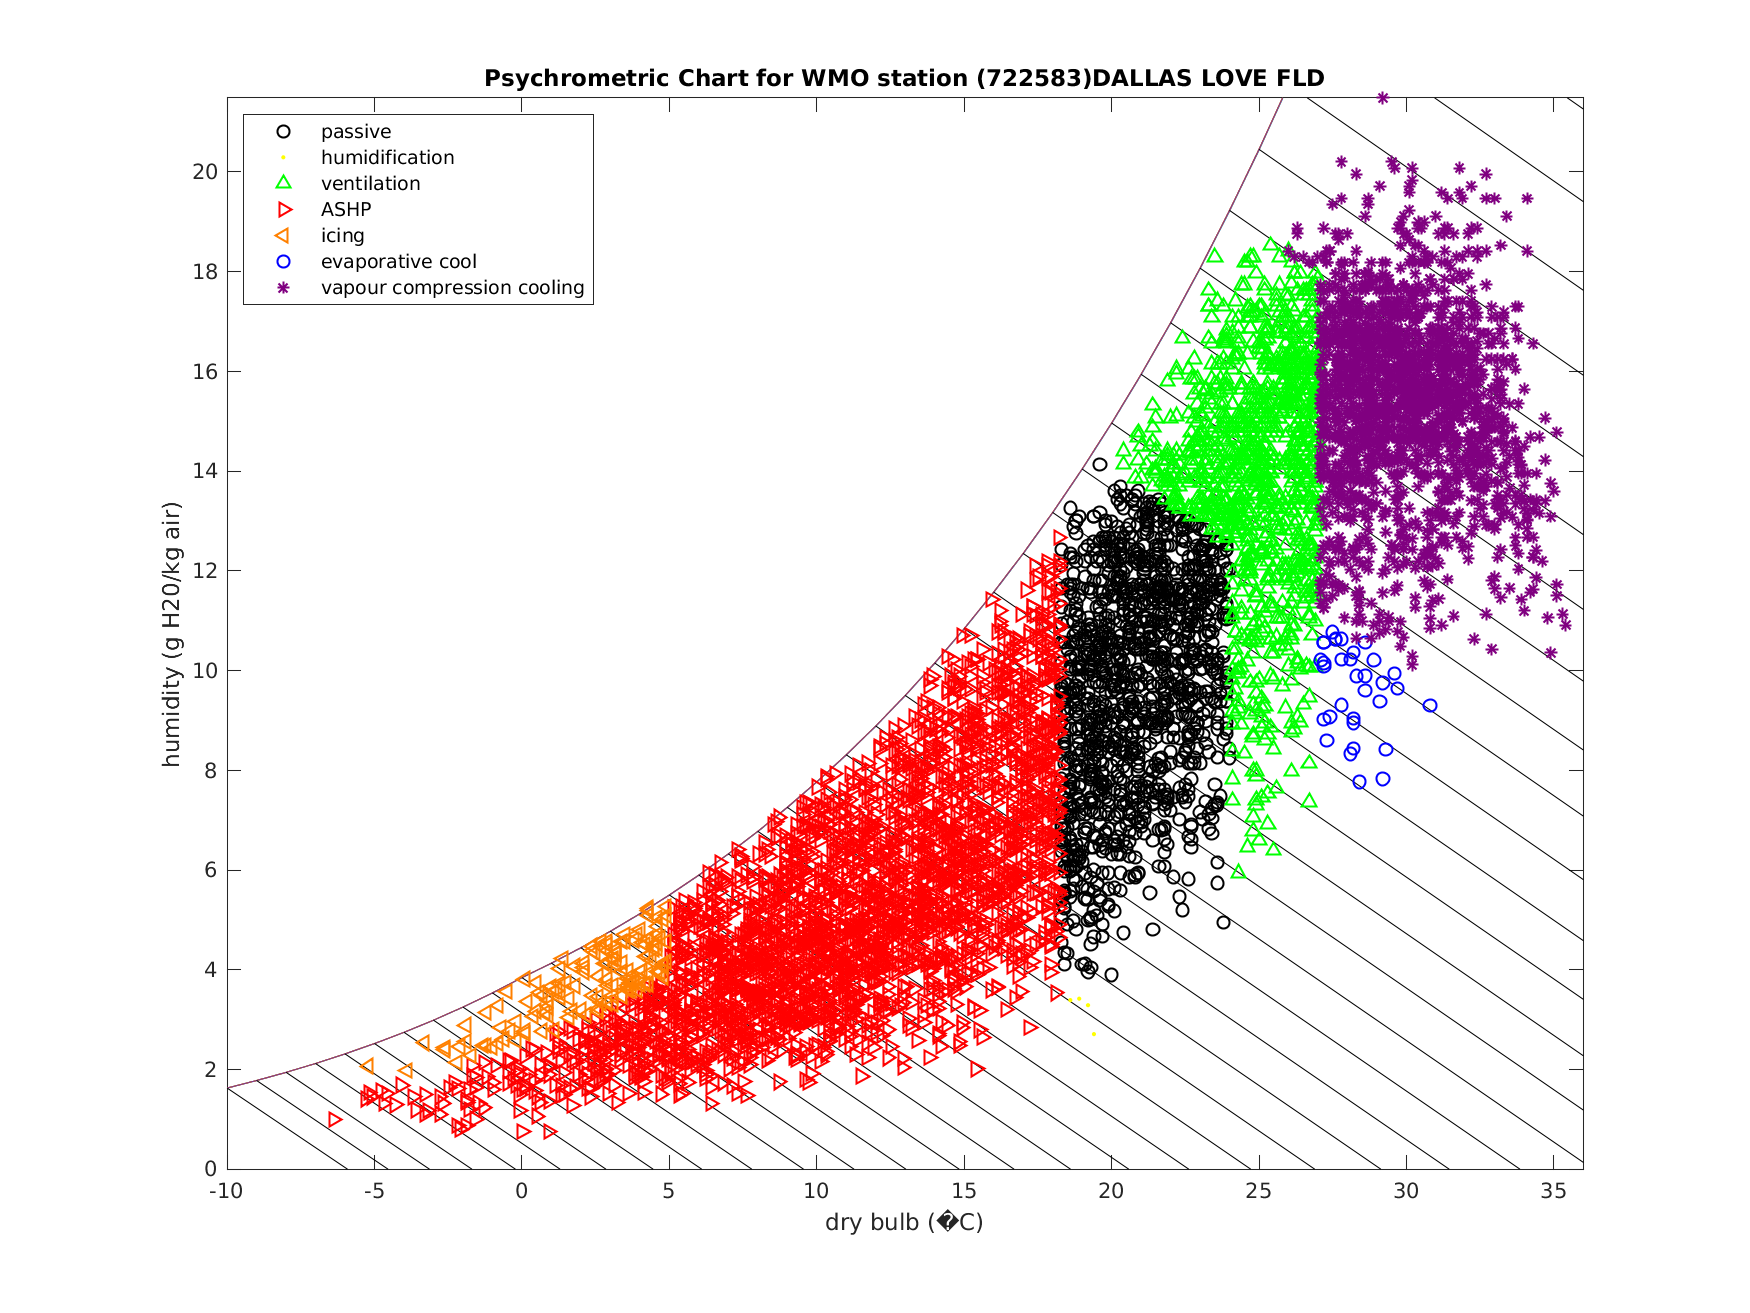 Psychrometric Chart for WMO station (722583)DALLAS LOVE FLD
passive
humidification
ventilation
ASHP
icing
evaporative cool
vapour compression cooling
humidity (g H20/kg air)
20
18
16
14
12
10
8
6
4
2
0
-10 -5 0 5 10 15 20 25 30 35
dry bulb (�C)